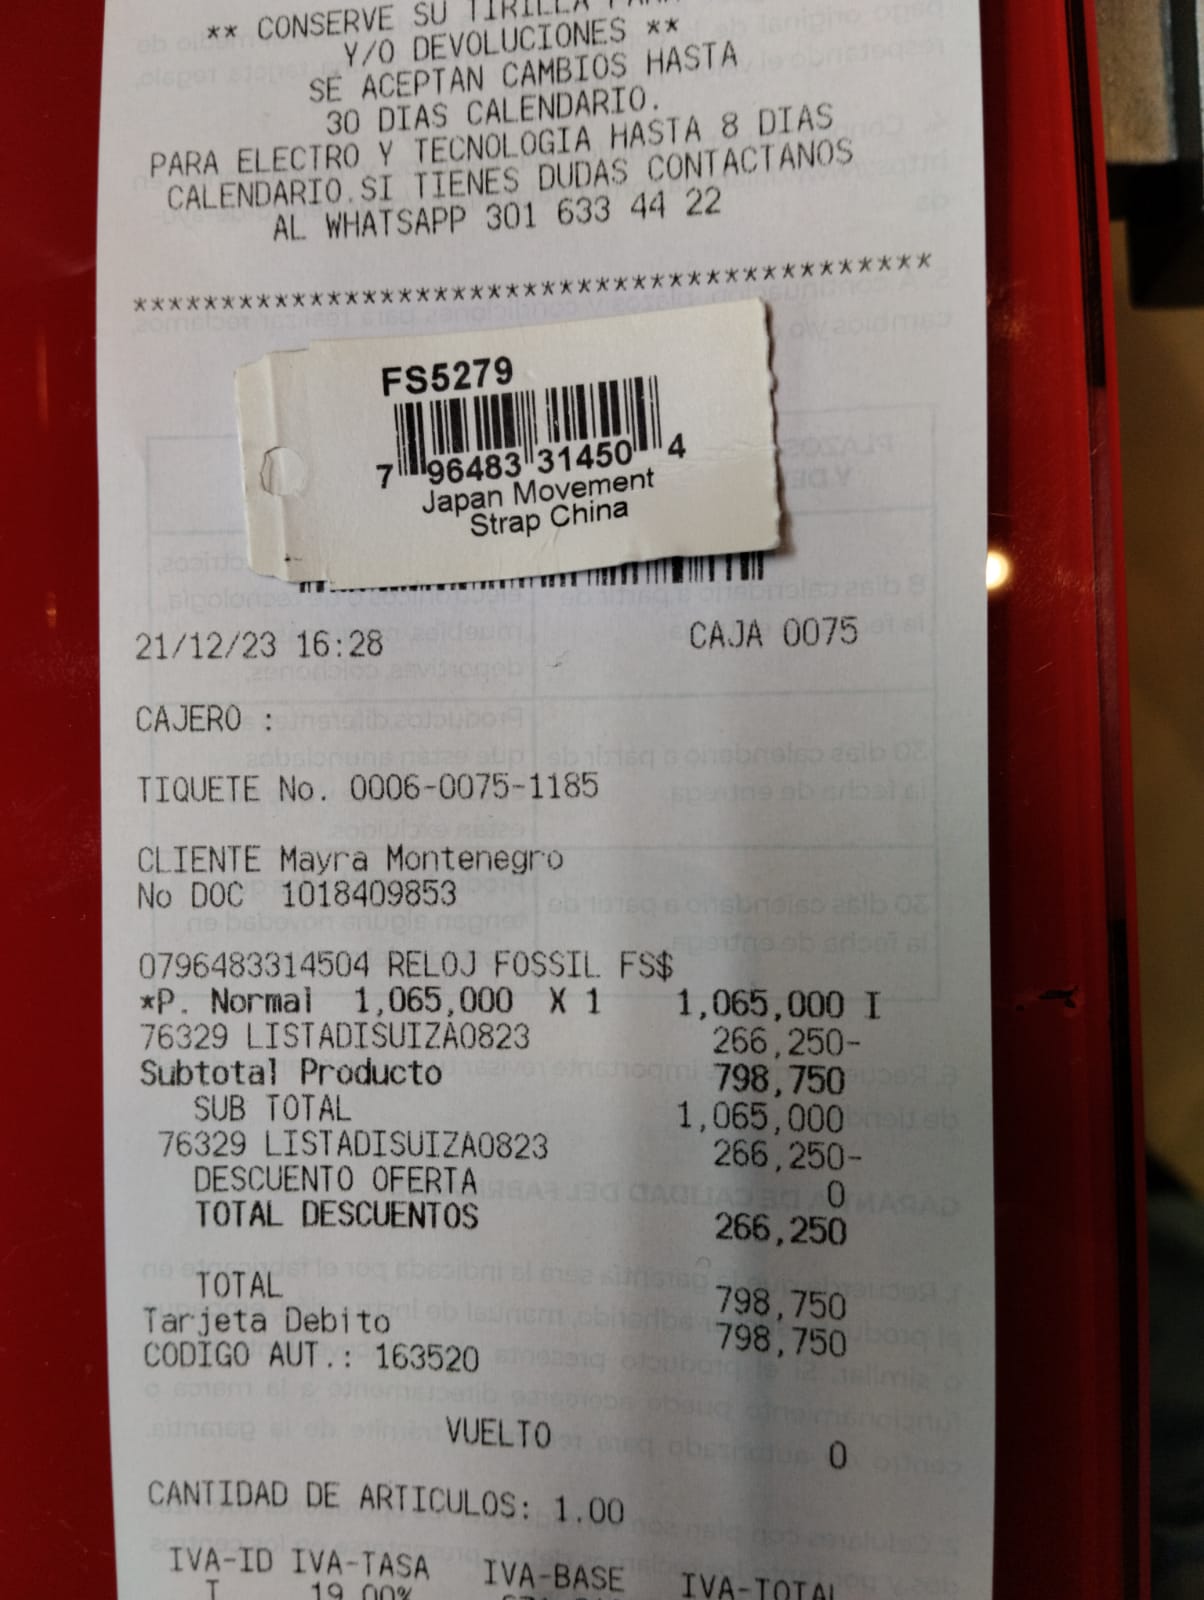 ** CONSERVE SU TIRILLA PARA
Y/O DEVOLUCIONES **
SE ACEPTAN CAMBIOS HASTA
30 DIAS CALENDARIO.
PARA ELECTRO Y TECNOLOGIA HASTA 8 DIAS
CALENDARIO.SI TIENES DUDAS CONTACTANOS
AL WHATSAPP 301 633 44 22
***********************************************
FS5279
7 96483 31450 4
Japan Movement
Strap China
21/12/23 16:28 CAJA 0075
CAJERO :
TIQUETE No. 0006-0075-1185
CLIENTE Mayra Montenegro
No DOC 1018409853
0796483314504 RELOJ FOSSIL FS$
*P. Normal 1,065,000 X 1 1,065,000 I
76329 LISTADISUIZA0823 266,250-
Subtotal Producto 798,750
SUB TOTAL 1,065,000
76329 LISTADISUIZA0823 266,250-
DESCUENTO OFERTA 0
TOTAL DESCUENTOS 266,250
TOTAL 798,750
Tarjeta Debito 798,750
CODIGO AUT.: 163520
VUELTO 0
CANTIDAD DE ARTICULOS: 1.00
IVA-ID IVA-TASA IVA-BASE IVA-TOTAL
I 19.00%